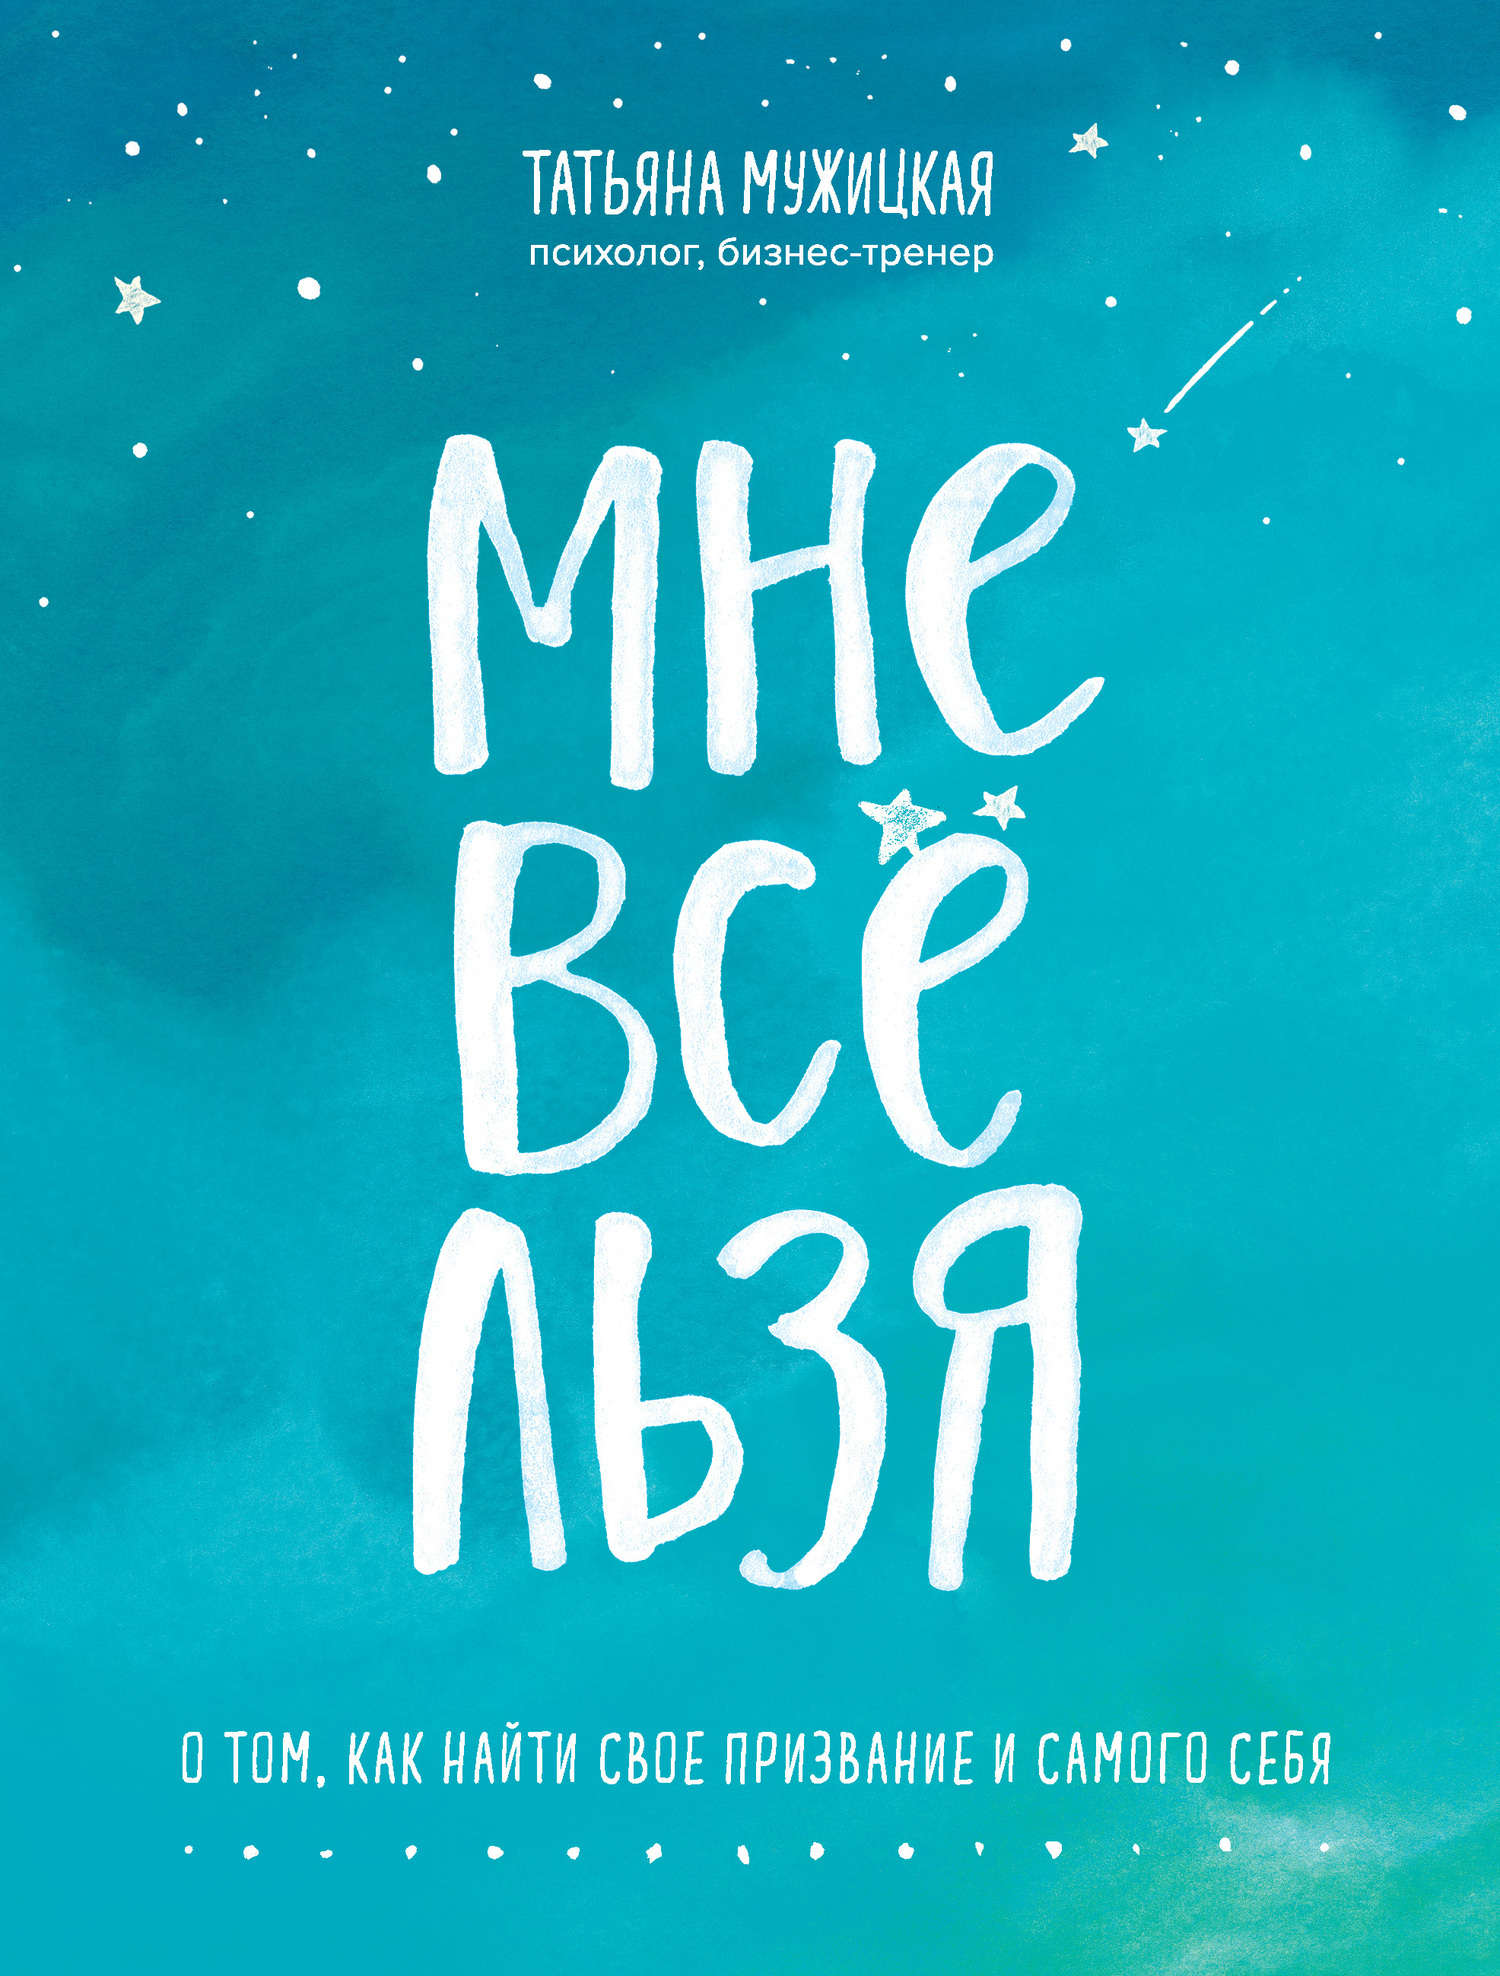 ТАТЬЯНА МУЖИЦКАЯ
психолог, бизнес-тренер
мне
всё
льзя
О ТОМ, КАК НАЙТИ СВОЕ ПРИЗВАНИЕ И САМОГО СЕБЯ